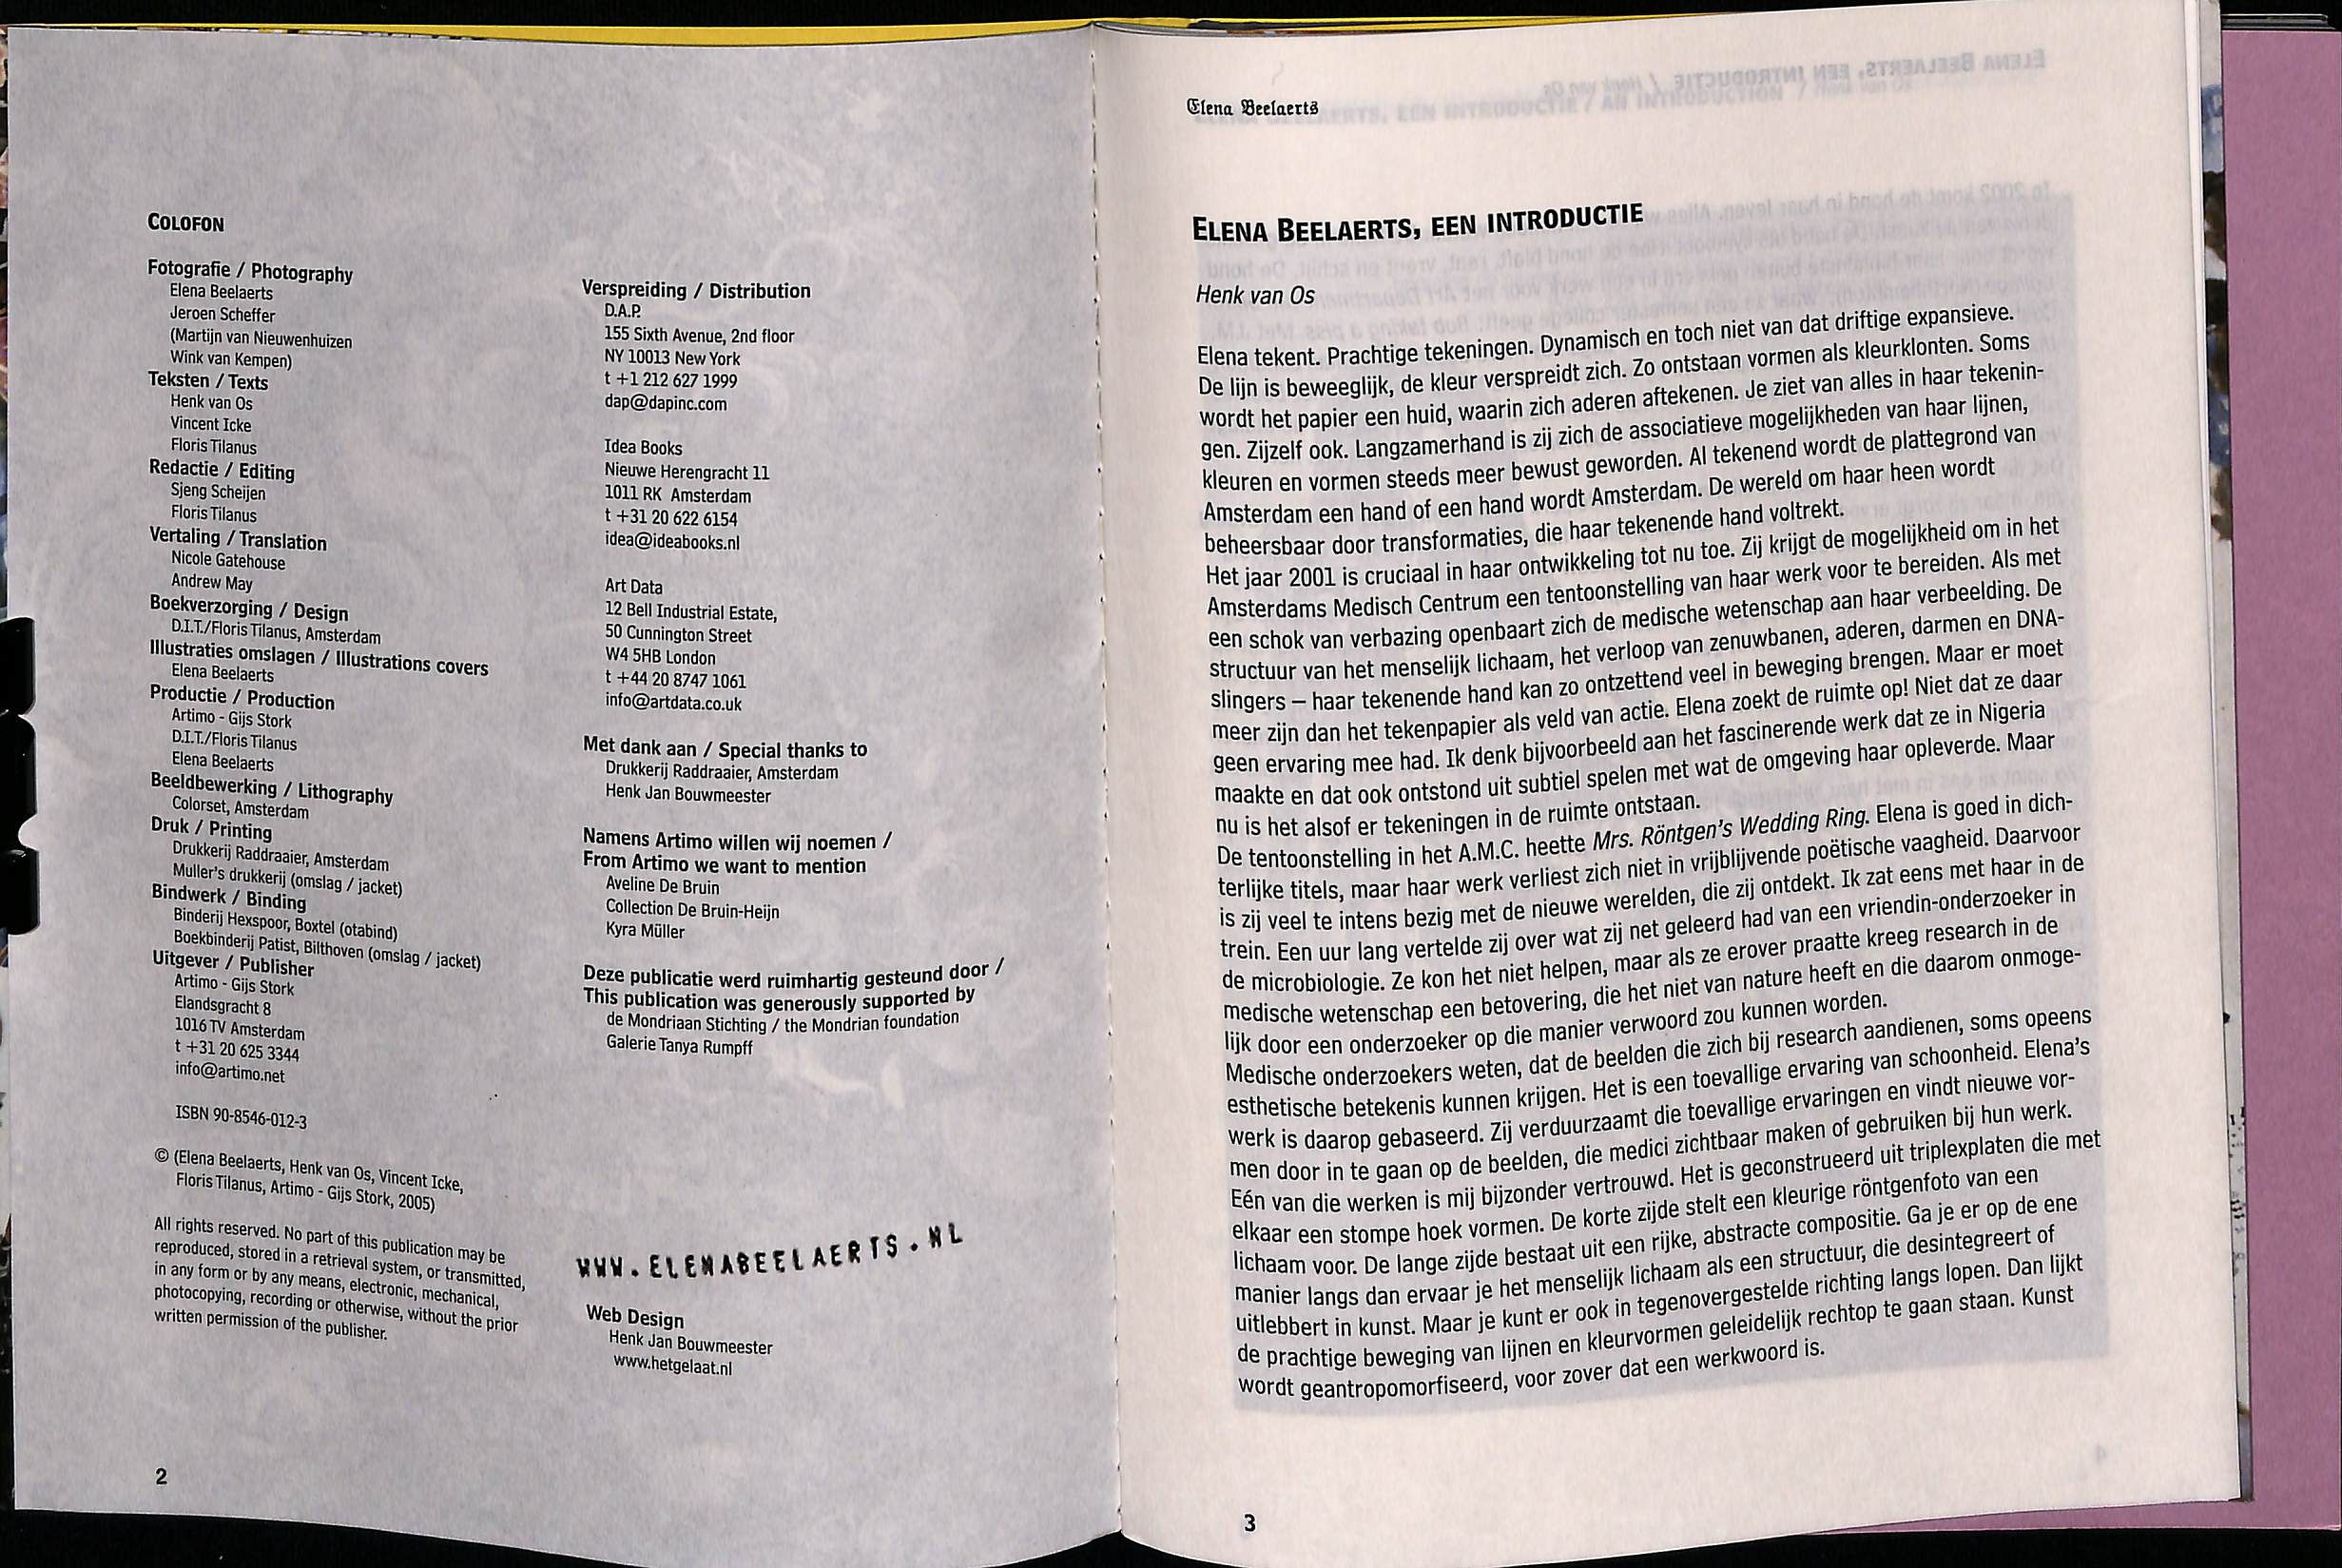 COLOFON
Fotografie / Photography
Elena Beelaerts
Jeroen Scheffer
(Martijn van Nieuwenhuizen
Wink van Kempen)
Teksten / Texts
Henk van Os
Vincent Icke
Floris Tilanus
Redactie / Editing
Sjeng Scheijen
Floris Tilanus
Vertaling / Translation
Nicole Gatehouse
Andrew May
Boekverzorging / Design
D.I.T./Floris Tilanus, Amsterdam
Illustraties omslagen / Illustrations covers
Elena Beelaerts
Productie / Production
Artimo - Gijs Stork
D.I.T./Floris Tilanus
Elena Beelaerts
Beeldbewerking / Lithography
Colorset, Amsterdam
Druk / Printing
Drukkerij Raddraaier, Amsterdam
Muller's drukkerij (omslag / jacket)
Bindwerk / Binding
Binderij Hexspoor, Boxtel (otabind)
Boekbinderij Patist, Bilthoven (omslag / jacket)
Uitgever / Publisher
Artimo - Gijs Stork
Elandsgracht 8
1016 TV Amsterdam
t +31 20 625 3344
info@artimo.net
ISBN 90-8546-012-3
© (Elena Beelaerts, Henk van Os, Vincent Icke,
Floris Tilanus, Artimo - Gijs Stork, 2005)
All rights reserved. No part of this publication may be
reproduced, stored in a retrieval system, or transmitted,
in any form or by any means, electronic, mechanical,
photocopying, recording or otherwise, without the prior
written permission of the publisher.
2
Verspreiding / Distribution
D.A.P.
155 Sixth Avenue, 2nd floor
NY 10013 New York
t +1 212 627 1999
dap@dapinc.com
Idea Books
Nieuwe Herengracht 11
1011 RK Amsterdam
t +31 20 622 6154
idea@ideabooks.nl
Art Data
12 Bell Industrial Estate,
50 Cunnington Street
W4 5HB London
t +44 20 8747 1061
info@artdata.co.uk
Met dank aan / Special thanks to
Drukkerij Raddraaier, Amsterdam
Henk Jan Bouwmeester
Namens Artimo willen wij noemen /
From Artimo we want to mention
Aveline De Bruin
Collection De Bruin-Heijn
Kyra Müller
Deze publicatie werd ruimhartig gesteund door /
This publication was generously supported by
de Mondriaan Stichting / the Mondrian foundation
Galerie Tanya Rumpff
WWW.ELENABEELAERTS.NL
Web Design
Henk Jan Bouwmeester
www.hetgelaat.nl
Elena Beelaerts
ELENA BEELAERTS, EEN INTRODUCTIE
Henk van Os
Elena tekent. Prachtige tekeningen. Dynamisch en toch niet van dat driftige expansieve.
De lijn is beweeglijk, de kleur verspreidt zich. Zo ontstaan vormen als kleurklonten. Soms
wordt het papier een huid, waarin zich aderen aftekenen. Je ziet van alles in haar tekenin-
gen. Zijzelf ook. Langzamerhand is zij zich de associatieve mogelijkheden van haar lijnen,
kleuren en vormen steeds meer bewust geworden. Al tekenend wordt de plattegrond van
Amsterdam een hand of een hand wordt Amsterdam. De wereld om haar heen wordt
beheersbaar door transformaties, die haar tekenende hand voltrekt.
Het jaar 2001 is cruciaal in haar ontwikkeling tot nu toe. Zij krijgt de mogelijkheid om in het
Amsterdams Medisch Centrum een tentoonstelling van haar werk voor te bereiden. Als met
een schok van verbazing openbaart zich de medische wetenschap aan haar verbeelding. De
structuur van het menselijk lichaam, het verloop van zenuwbanen, aderen, darmen en DNA-
slingers – haar tekenende hand kan zo ontzettend veel in beweging brengen. Maar er moet
meer zijn dan het tekenpapier als veld van actie. Elena zoekt de ruimte op! Niet dat ze daar
geen ervaring mee had. Ik denk bijvoorbeeld aan het fascinerende werk dat ze in Nigeria
maakte en dat ook ontstond uit subtiel spelen met wat de omgeving haar opleverde. Maar
nu is het alsof er tekeningen in de ruimte ontstaan.
De tentoonstelling in het A.M.C. heette Mrs. Röntgen's Wedding Ring. Elena is goed in dich-
terlijke titels, maar haar werk verliest zich niet in vrijblijvende poëtische vaagheid. Daarvoor
is zij veel te intens bezig met de nieuwe werelden, die zij ontdekt. Ik zat eens met haar in de
trein. Een uur lang vertelde zij over wat zij net geleerd had van een vriendin-onderzoeker in
de microbiologie. Ze kon het niet helpen, maar als ze erover praatte kreeg research in de
medische wetenschap een betovering, die het niet van nature heeft en die daarom onmoge-
lijk door een onderzoeker op die manier verwoord zou kunnen worden.
Medische onderzoekers weten, dat de beelden die zich bij research aandienen, soms opeens
esthetische betekenis kunnen krijgen. Het is een toevallige ervaring van schoonheid. Elena's
werk is daarop gebaseerd. Zij verduurzaamt die toevallige ervaringen en vindt nieuwe vor-
men door in te gaan op de beelden, die medici zichtbaar maken of gebruiken bij hun werk.
Eén van die werken is mij bijzonder vertrouwd. Het is geconstrueerd uit triplexplaten die met
elkaar een stompe hoek vormen. De korte zijde stelt een kleurige röntgenfoto van een
lichaam voor. De lange zijde bestaat uit een rijke, abstracte compositie. Ga je er op de ene
manier langs dan ervaar je het menselijk lichaam als een structuur, die desintegreert of
uitlebbert in kunst. Maar je kunt er ook in tegenovergestelde richting langs lopen. Dan lijkt
de prachtige beweging van lijnen en kleurvormen geleidelijk rechtop te gaan staan. Kunst
wordt geantropomorfiseerd, voor zover dat een werkwoord is.
3